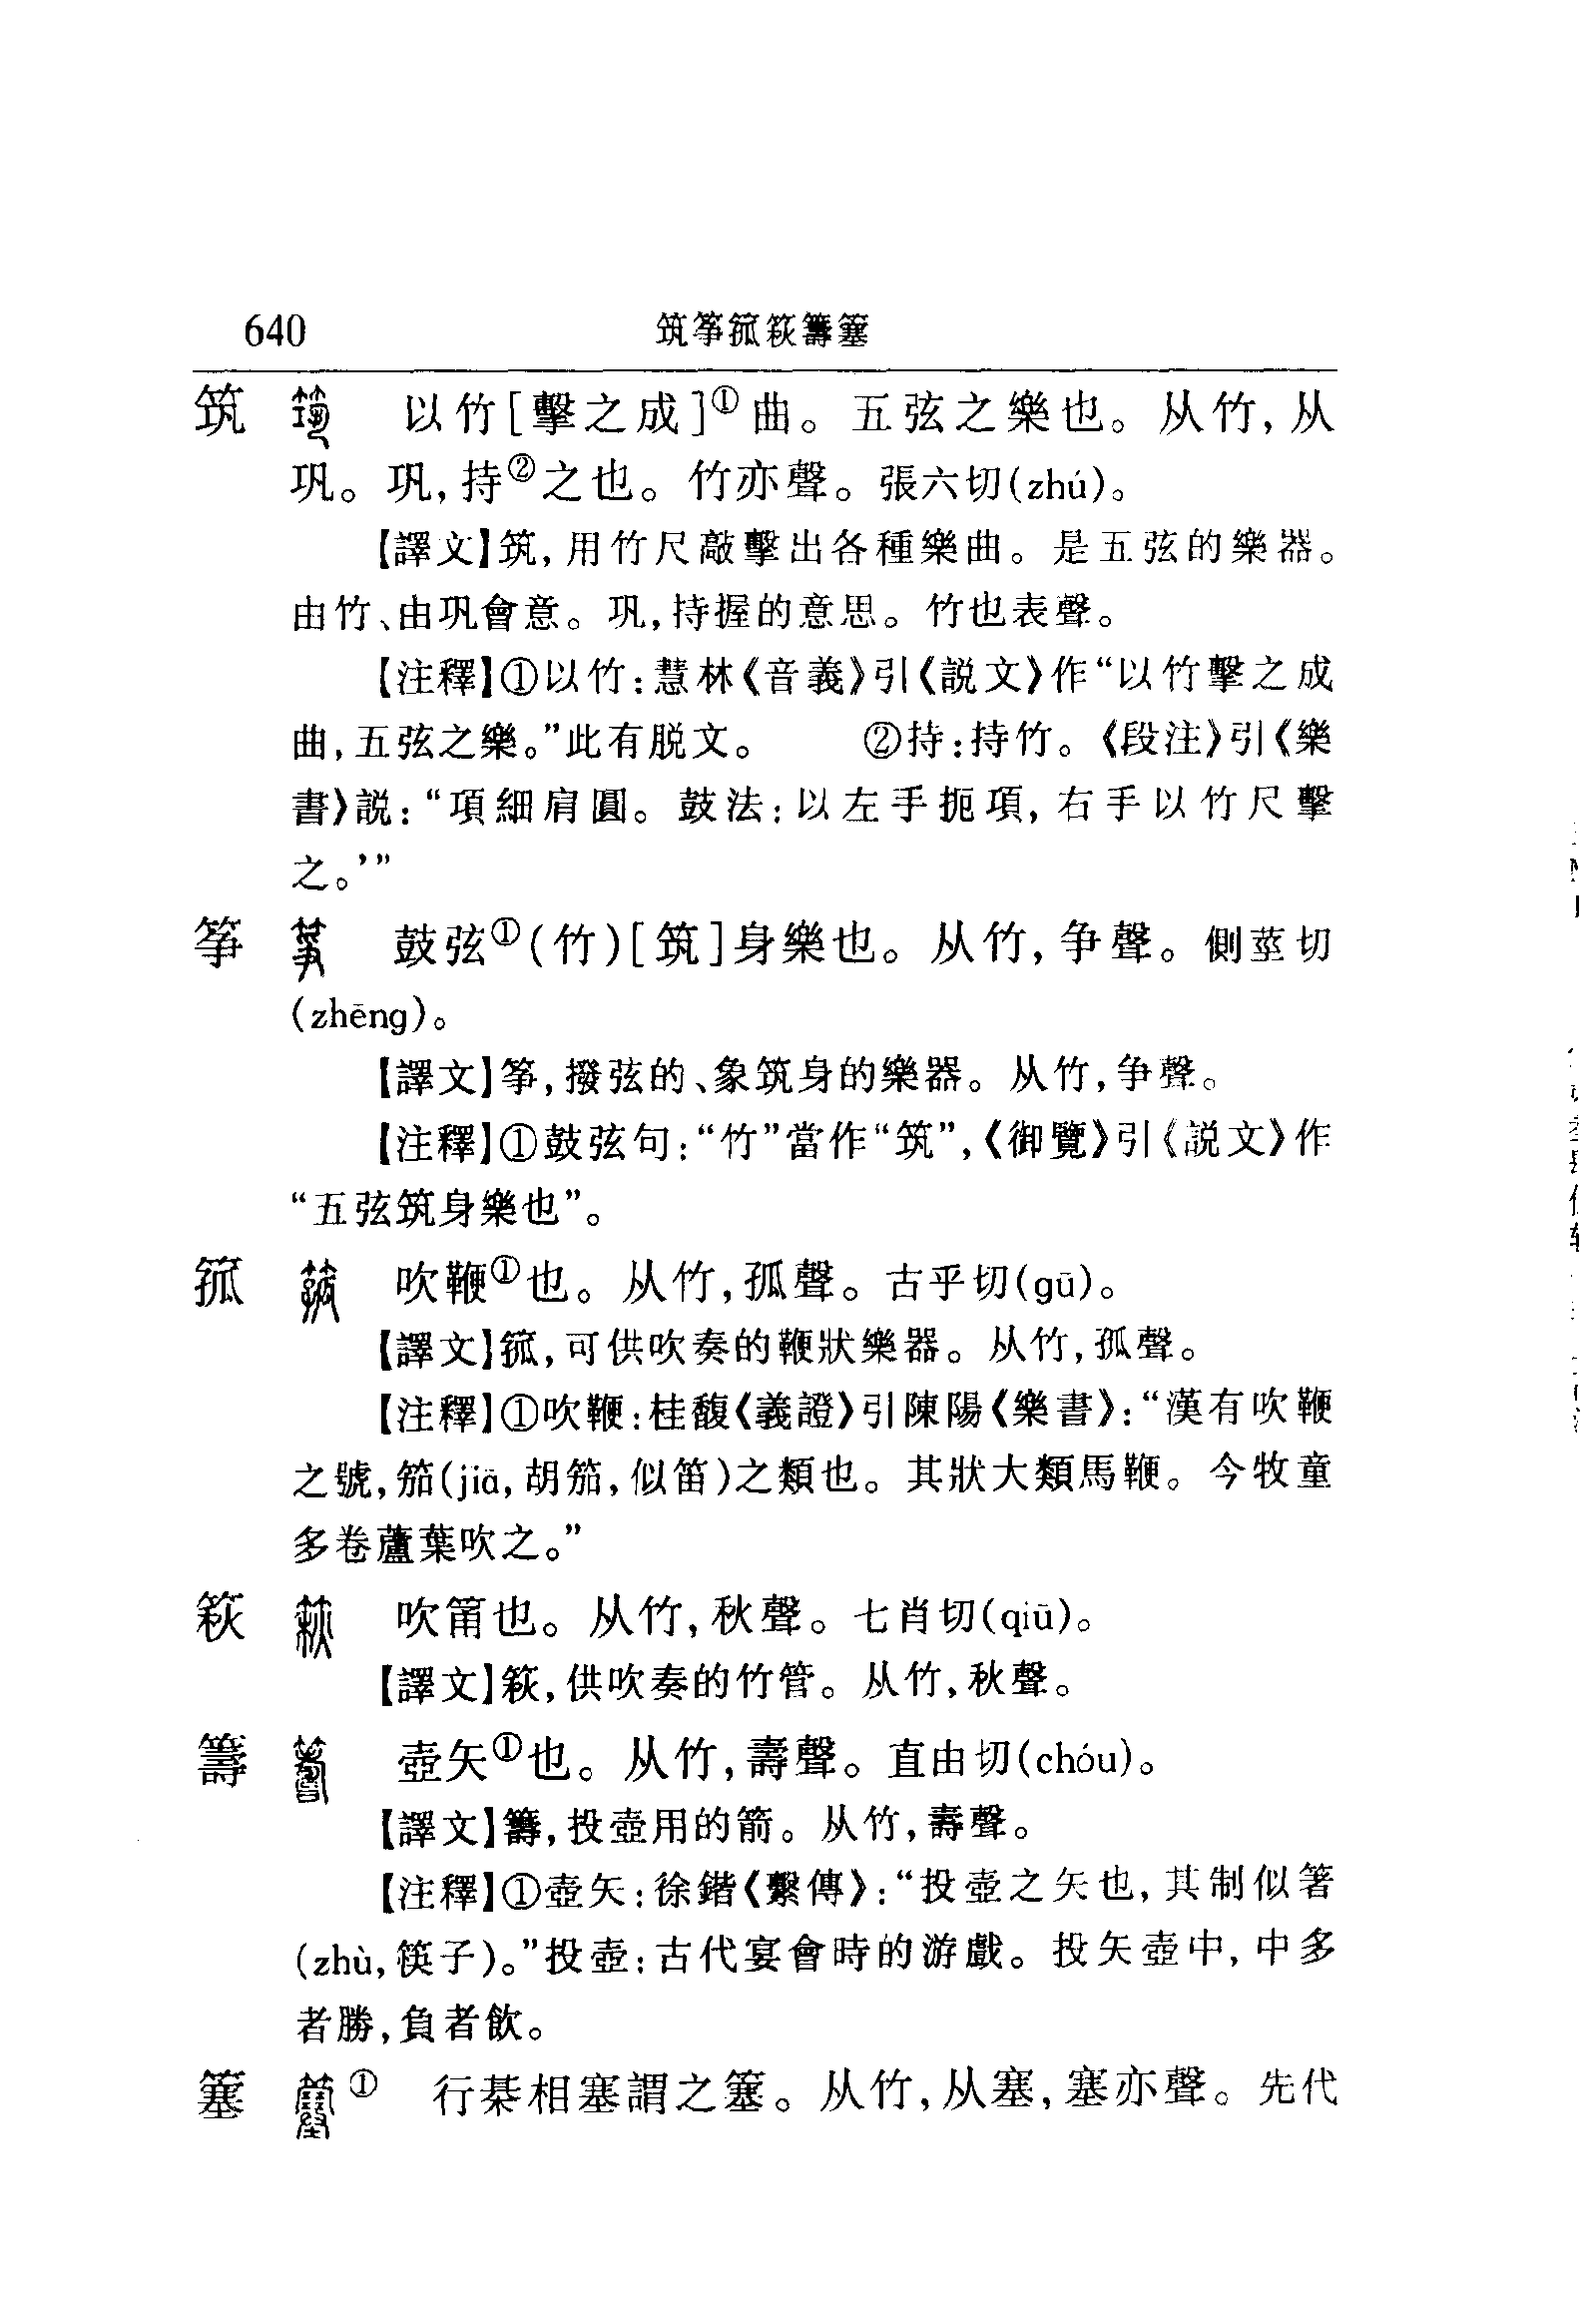 640 筑筝箛萩籌簺
筑 以竹[擊之成]①曲。五弦之樂也。从竹,从
巩。巩,持②之也。竹亦聲。張六切(zhú)。
【譯文】筑,用竹尺敲擊出各種樂曲。是五弦的樂器。
由竹、由巩會意。巩,持握的意思。竹也表聲。
【注釋】①以竹:慧林《音義》引《説文》作“以竹擊之成
曲,五弦之樂。”此有脱文。 ②持:持竹。《段注》引《樂
書》説:“項細肩圓。鼓法:以左手扼項,右手以竹尺擊
之。’”
筝 鼓弦①(竹)[筑]身樂也。从竹,争聲。側莖切
(zhēng)。
【譯文】筝,撥弦的、象筑身的樂器。从竹,争聲。
【注釋】①鼓弦句:“竹”當作“筑”,《御覽》引《説文》作
“五弦筑身樂也”。
箛 吹鞭①也。从竹,孤聲。古乎切(gū)。
【譯文】箛,可供吹奏的鞭狀樂器。从竹,孤聲。
【注釋】①吹鞭:桂馥《義證》引陳陽《樂書》:“漢有吹鞭
之號,笳(jiā,胡笳,似笛)之類也。其狀大類馬鞭。今牧童
多卷蘆葉吹之。”
篍 吹筩也。从竹,秋聲。七肖切(qiū)。
【譯文】篍,供吹奏的竹管。从竹,秋聲。
籌 壺矢①也。从竹,壽聲。直由切(chóu)。
【譯文】籌,投壺用的箭。从竹,壽聲。
【注釋】①壺矢:徐鍇《繫傳》:“投壺之矢也,其制似箸
(zhù,筷子)。”投壺:古代宴會時的游戲。投矢壺中,中多
者勝,負者飲。
簺 ① 行棊相塞謂之簺。从竹,从塞,塞亦聲。先代